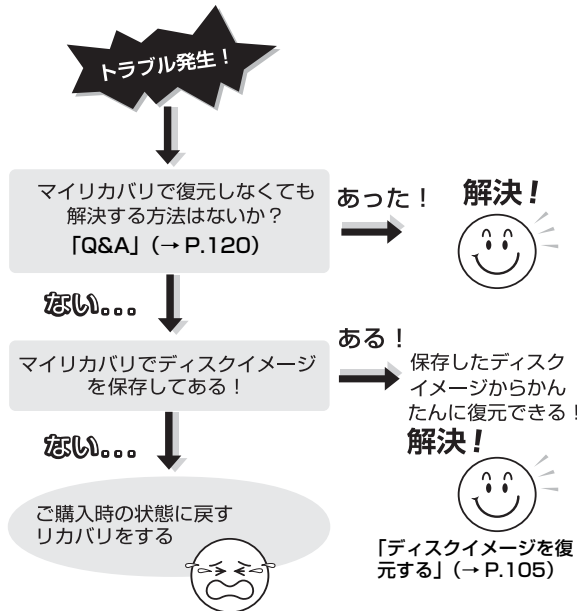 トラブル発生！
マイリカバリで復元しなくても
解決する方法はないか？
「Q&A」（→ P.120）
あった！
解決！
ない...
マイリカバリでディスクイメージ
を保存してある！
ある！
保存したディスク
イメージからかん
たんに復元できる！
解決！
「ディスクイメージを復
元する」（→ P.105）
ない...
ご購入時の状態に戻す
リカバリをする